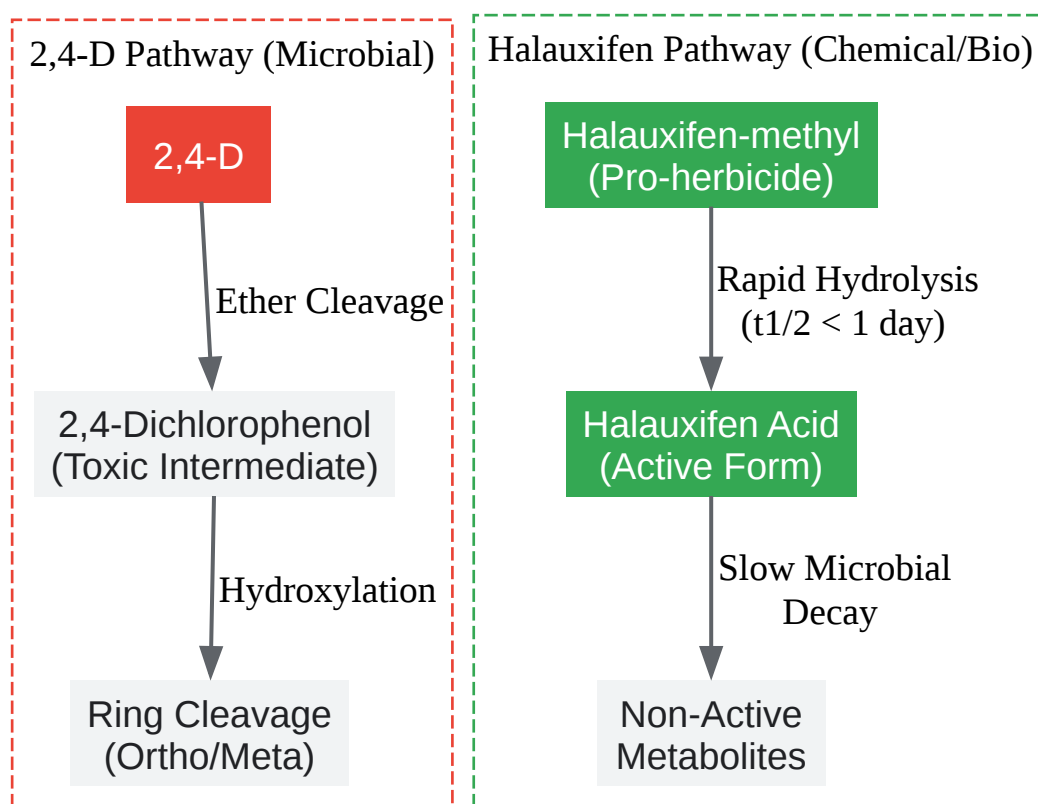 2,4-D Pathway (Microbial)
2,4-D
Ether Cleavage
2,4-Dichlorophenol
(Toxic Intermediate)
Hydroxylation
Ring Cleavage
(Ortho/Meta)
Halauxifen Pathway (Chemical/Bio)
Halauxifen-methyl
(Pro-herbicide)
Rapid Hydrolysis
(t1/2 < 1 day)
Halauxifen Acid
(Active Form)
Slow Microbial
Decay
Non-Active
Metabolites